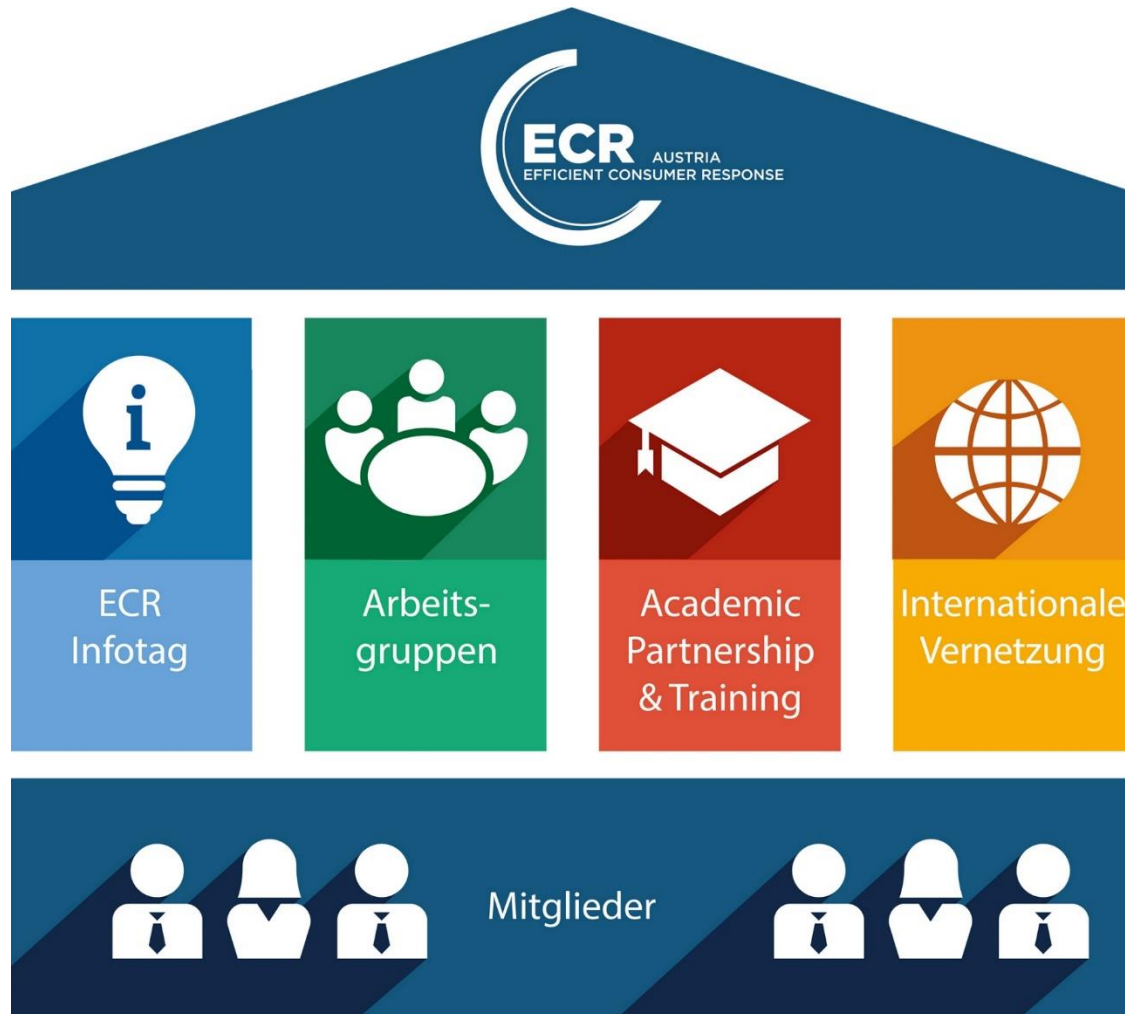 ECR AUSTRIA
EFFICIENT CONSUMER RESPONSE
i
ECR
Infotag
Arbeits-
gruppen
Academic
Partnership
& Training
Internationale
Vernetzung
Mitglieder